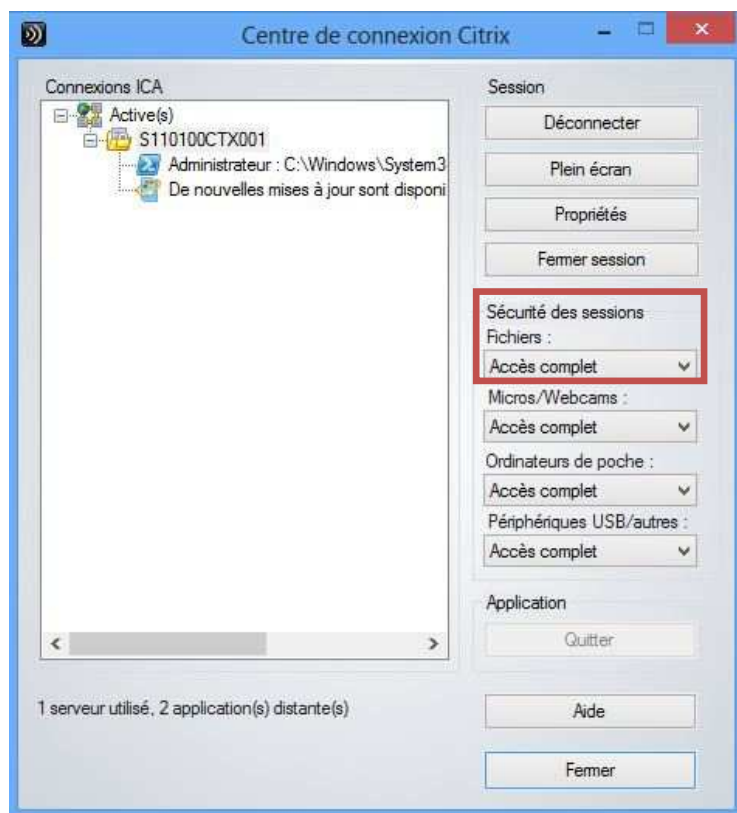 Centre de connexion Citrix
Connexions ICA
Active(s)
S110100CTX001
Administrateur : C:\Windows\System3
De nouvelles mises à jour sont disponi
1 serveur utilisé, 2 application(s) distante(s)
Session
Déconnecter
Plein écran
Propriétés
Fermer session
Sécurité des sessions
Fichiers :
Accès complet
Micros/Webcams :
Accès complet
Ordinateurs de poche :
Accès complet
Périphériques USB/autres :
Accès complet
Application
Quitter
Aide
Fermer